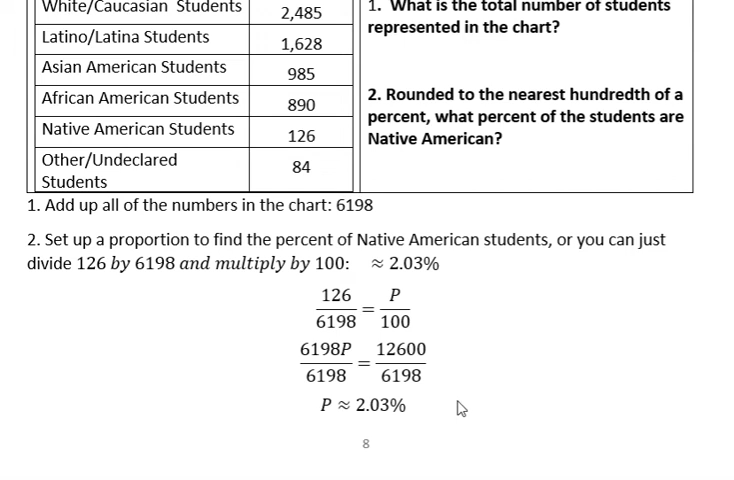 White/Caucasian Students 2,485
Latino/Latina Students 1,628
Asian American Students 985
African American Students 890
Native American Students 126
Other/Undeclared
Students 84
1. What is the total number of students
represented in the chart?
2. Rounded to the nearest hundredth of a
percent, what percent of the students are
Native American?
1. Add up all of the numbers in the chart: 6198
2. Set up a proportion to find the percent of Native American students, or you can just
divide 126 by 6198 and multiply by 100: ≈ 2.03%
126/6198 = P/100
6198P/6198 = 12600/6198
P ≈ 2.03%
8